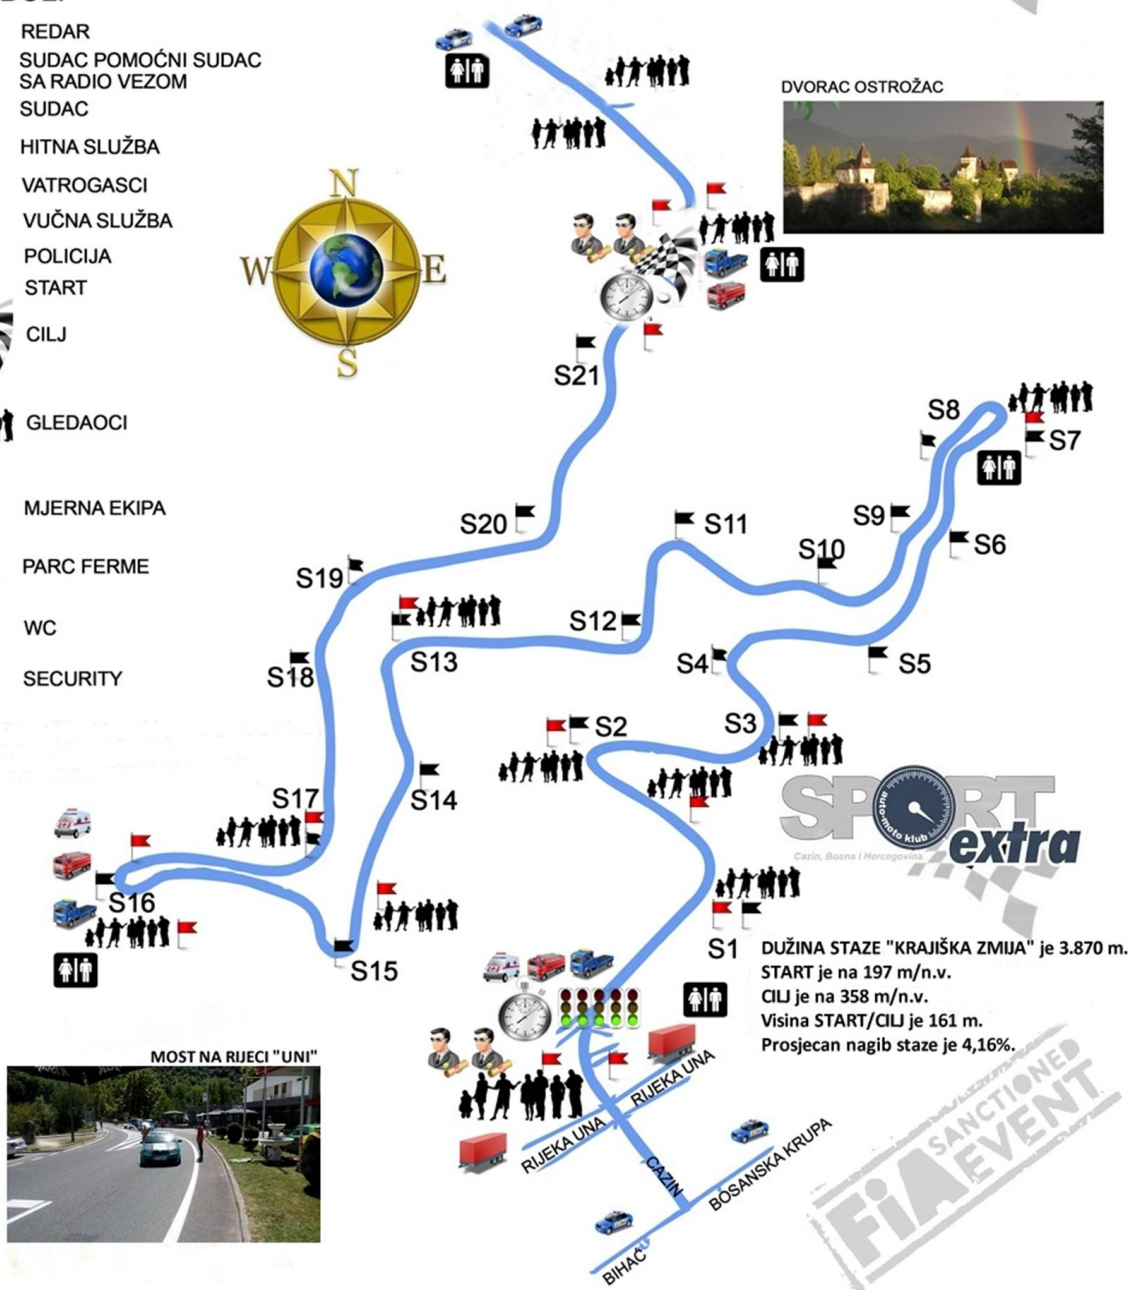 REDAR
SUDAC POMOĆNI SUDAC
SA RADIO VEZOM
SUDAC
HITNA SLUŽBA
VATROGASCI
VUČNA SLUŽBA
POLICIJA
START
CILJ
GLEDAOCI
MJERNA EKIPA
PARC FERME
WC
SECURITY
N
W
E
S
DVORAC OSTROŽAC
S21
S8
S7
S20
S11
S9
S10
S6
S19
S12
S13
S4
S5
S18
S2
S3
S14
S17
S16
S15
S1
SPORT
auto-moto klub
extra
Cazin, Bosna i Hercegovina
DUŽINA STAZE "KRAJIŠKA ZMIJA" je 3.870 m.
START je na 197 m/n.v.
CILJ je na 358 m/n.v.
Visina START/CILJ je 161 m.
Prosjecan nagib staze je 4,16%.
MOST NA RIJECI "UNI"
RIJEKA UNA
RIJEKA UNA
CAZIN
BOSANSKA KRUPA
BIHAĆ
FiA SANCTIONED
EVENT